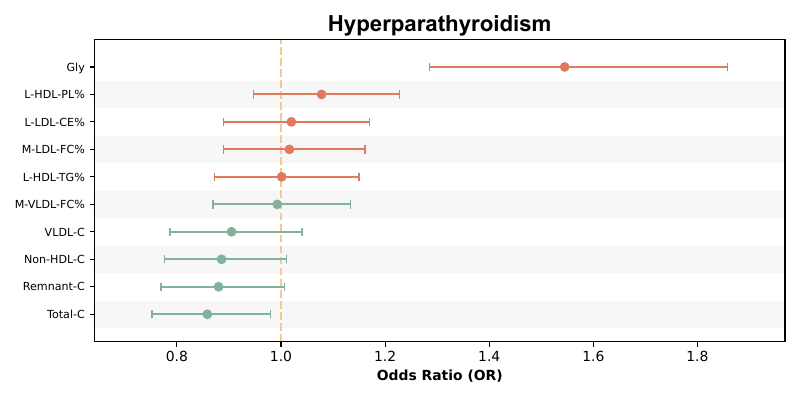 Hyperparathyroidism
Gly
L-HDL-PL%
L-LDL-CE%
M-LDL-FC%
L-HDL-TG%
M-VLDL-FC%
VLDL-C
Non-HDL-C
Remnant-C
Total-C
0.8 1.0 1.2 1.4 1.6 1.8
Odds Ratio (OR)